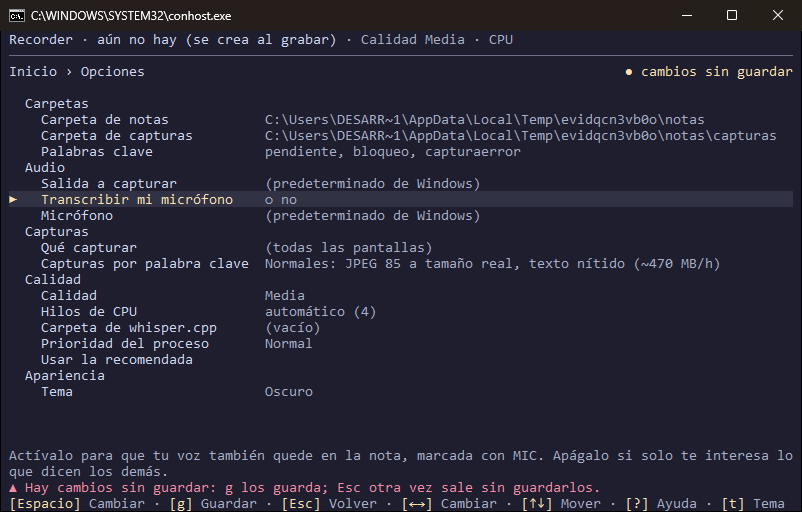 C:\WINDOWS\SYSTEM32\conhost.exe
Recorder · aún no hay (se crea al grabar) · Calidad Media · CPU
Inicio › Opciones ● cambios sin guardar
Carpetas
Carpeta de notas C:\Users\DESARR~1\AppData\Local\Temp\evidqcn3vb0o\notas
Carpeta de capturas C:\Users\DESARR~1\AppData\Local\Temp\evidqcn3vb0o\notas\capturas
Palabras clave pendiente, bloqueo, capturaerror
Audio
Salida a capturar (predeterminado de Windows)
► Transcribir mi micrófono o no
Micrófono (predeterminado de Windows)
Capturas
Qué capturar (todas las pantallas)
Capturas por palabra clave Normales: JPEG 85 a tamaño real, texto nítido (~470 MB/h)
Calidad
Calidad Media
Hilos de CPU automático (4)
Carpeta de whisper.cpp (vacío)
Prioridad del proceso Normal
Usar la recomendada
Apariencia
Tema Oscuro
Actívalo para que tu voz también quede en la nota, marcada con MIC. Apágalo si solo te interesa lo
que dicen los demás.
▲ Hay cambios sin guardar: g los guarda; Esc otra vez sale sin guardarlos.
[Espacio] Cambiar · [g] Guardar · [Esc] Volver · [↔] Cambiar · [↑↓] Mover · [?] Ayuda · [t] Tema